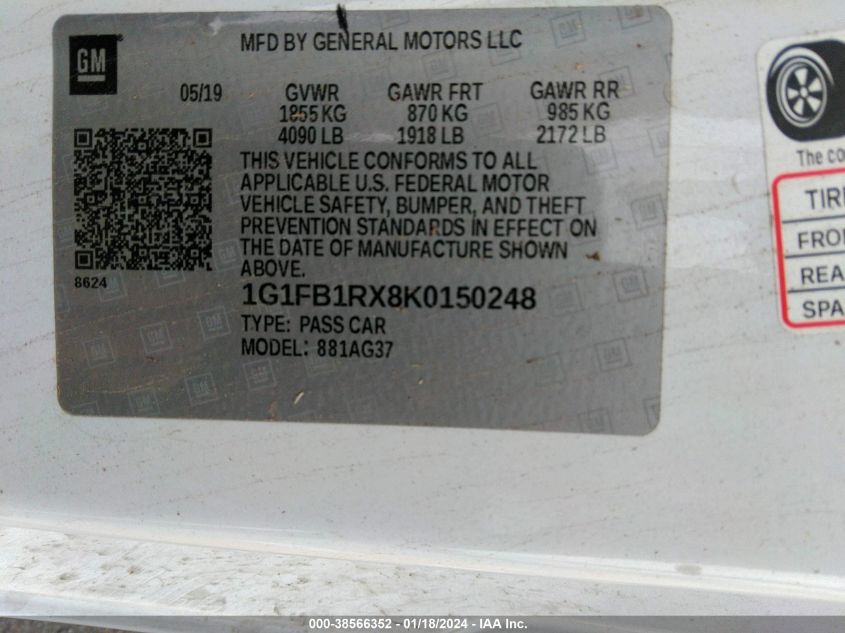 GM
MFD BY GENERAL MOTORS LLC
05/19 GVWR GAWR FRT GAWR RR
1855 KG 870 KG 985 KG
4090 LB 1918 LB 2172 LB
THIS VEHICLE CONFORMS TO ALL
APPLICABLE U.S. FEDERAL MOTOR
VEHICLE SAFETY, BUMPER, AND THEFT
PREVENTION STANDARDS IN EFFECT ON
THE DATE OF MANUFACTURE SHOWN
ABOVE.
8624
1G1FB1RX8K0150248
TYPE: PASS CAR
MODEL: 881AG37
The co
TIRE
FRO
REA
SPA
000-38566352 - 01/18/2024 - IAA Inc.